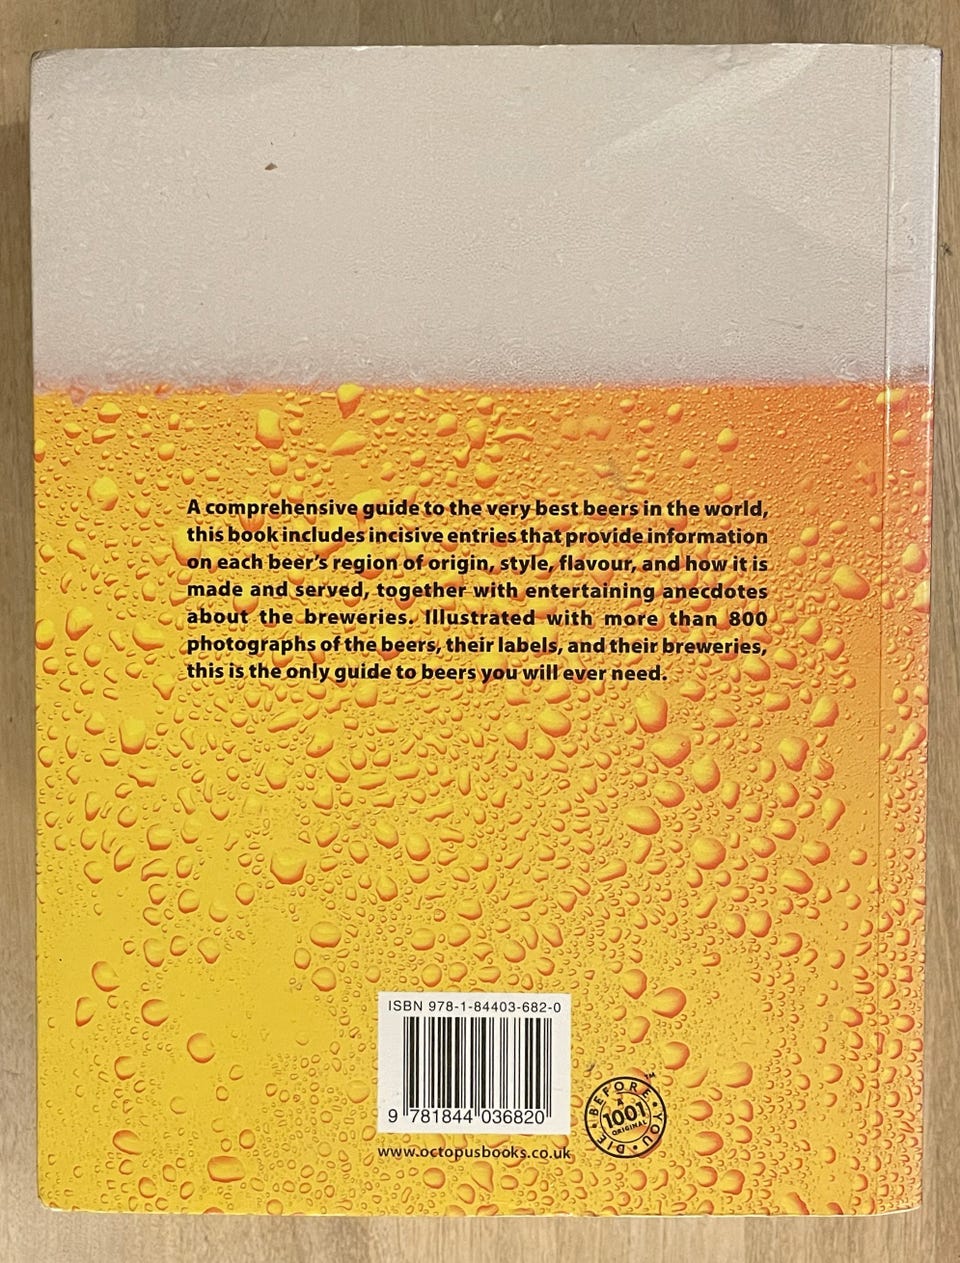 A comprehensive guide to the very best beers in the world,
this book includes incisive entries that provide information
on each beer's region of origin, style, flavour, and how it is
made and served, together with entertaining anecdotes
about the breweries. Illustrated with more than 800
photographs of the beers, their labels, and their breweries,
this is the only guide to beers you will ever need.
ISBN 978-1-84403-682-0
9 781844 036820
www.octopusbooks.co.uk
BEFORE • YOU • DIE •
A
1001
ORIGINAL
TM